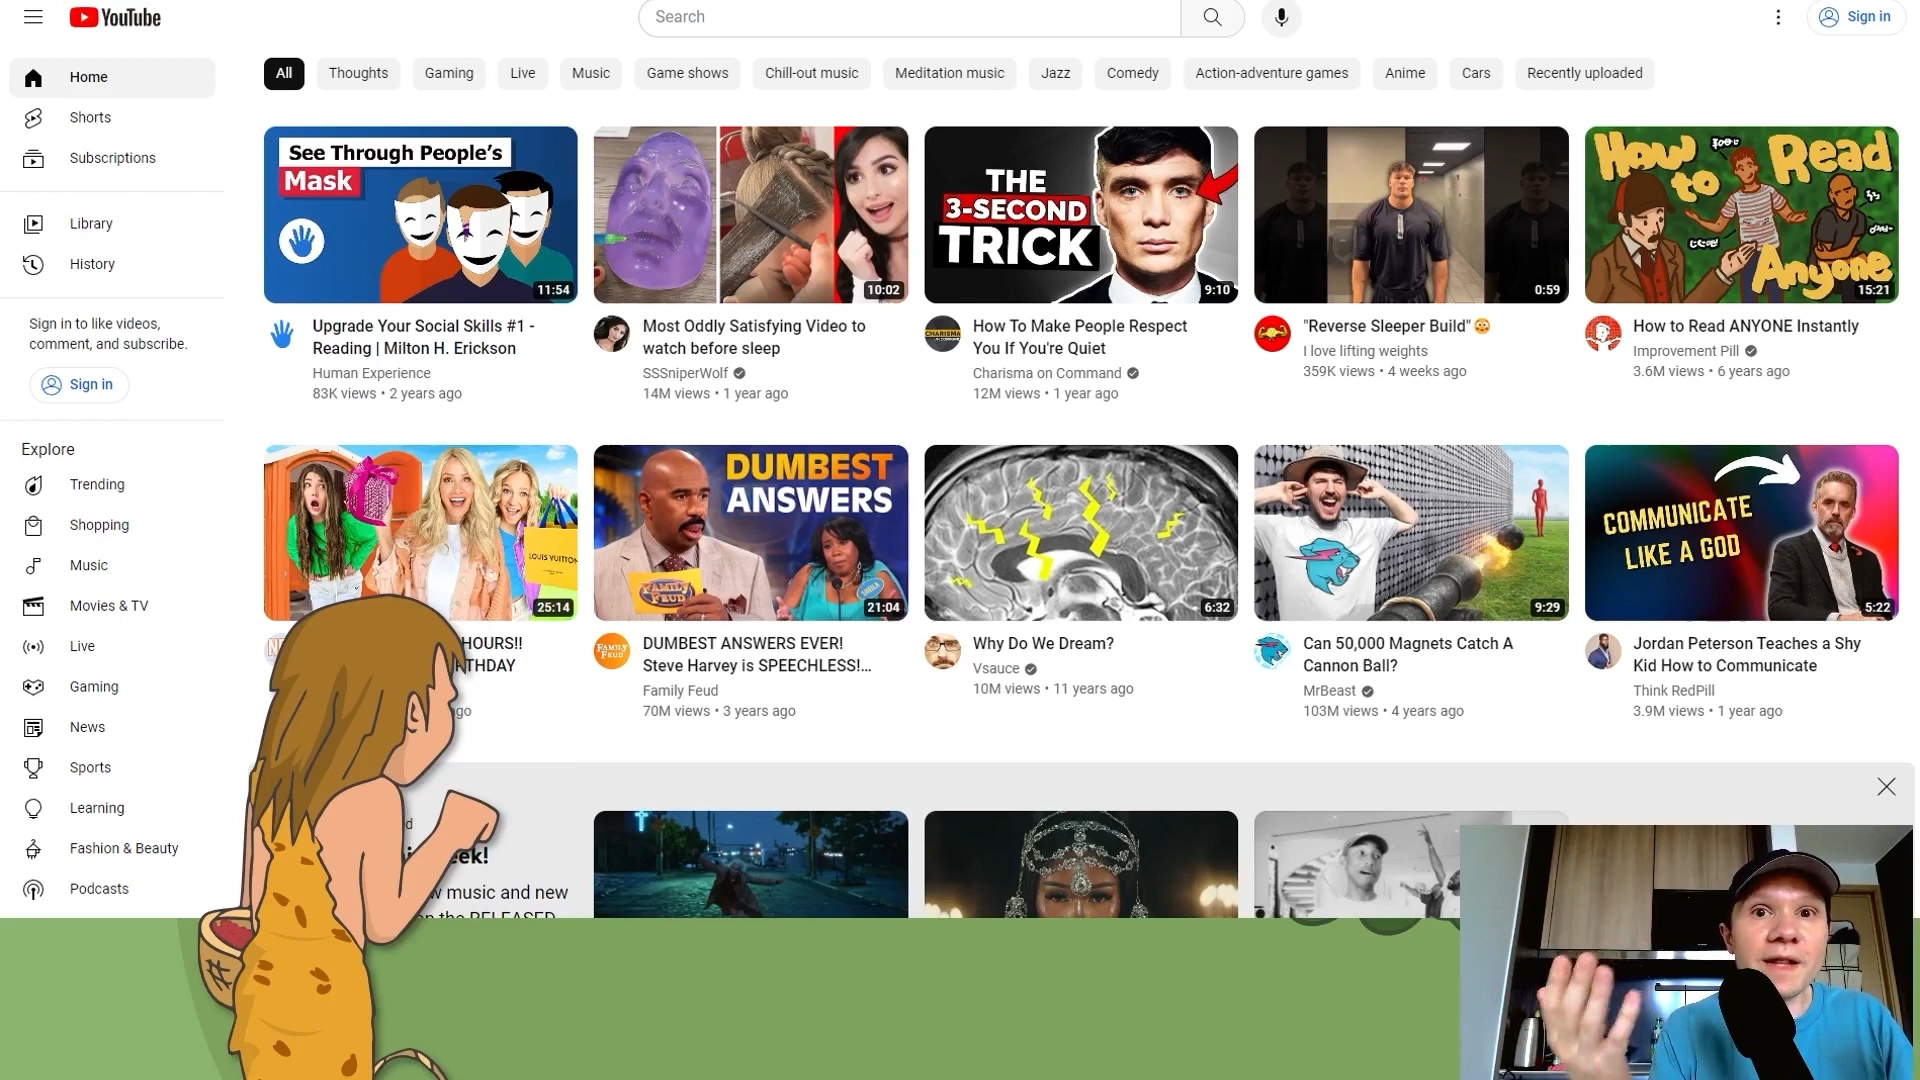 YouTube
Search
Sign in
Home
Shorts
Subscriptions
Library
History
Sign in to like videos,
comment, and subscribe.
Sign in
Explore
Trending
Shopping
Music
Movies & TV
Live
Gaming
News
Sports
Learning
Fashion & Beauty
Podcasts
All
Thoughts
Gaming
Live
Music
Game shows
Chill-out music
Meditation music
Jazz
Comedy
Action-adventure games
Anime
Cars
Recently uploaded
See Through People's
Mask
11:54
Upgrade Your Social Skills #1 -
Reading | Milton H. Erickson
Human Experience
83K views • 2 years ago
10:02
Most Oddly Satisfying Video to
watch before sleep
SSSniperWolf
14M views • 1 year ago
THE
3-SECOND
TRICK
9:10
CHARISMA
How To Make People Respect
You If You're Quiet
Charisma on Command
12M views • 1 year ago
0:59
"Reverse Sleeper Build"😳
I love lifting weights
359K views • 4 weeks ago
How to Read
Anyone
15:21
How to Read ANYONE Instantly
Improvement Pill
3.6M views • 6 years ago
LOUIS VUITTON
25:14
HOURS!!
DUMBEST
ANSWERS
FAMILY
FEUD
21:04
FAMILY
FEUD
DUMBEST ANSWERS EVER!
Steve Harvey is SPEECHLESS!...
Family Feud
70M views • 3 years ago
6:32
Why Do We Dream?
Vsauce
10M views • 11 years ago
9:29
Can 50,000 Magnets Catch A
Cannon Ball?
MrBeast
103M views • 4 years ago
COMMUNICATE
LIKE A GOD
5:22
Jordan Peterson Teaches a Shy
Kid How to Communicate
Think RedPill
3.9M views • 1 year ago
music and new
the RELEASED